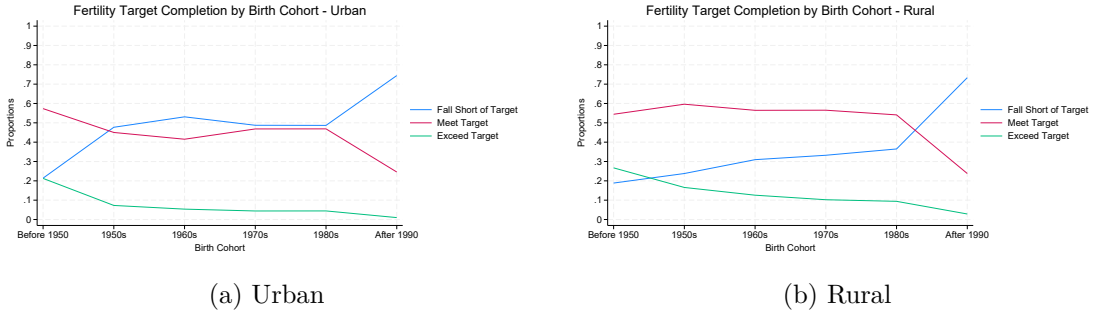 Fertility Target Completion by Birth Cohort - Urban
1
.9
.8
.7
.6
.5
.4
.3
.2
.1
0
Proportions
Before 1950 1950s 1960s 1970s 1980s After 1990
Birth Cohort
Fall Short of Target
Meet Target
Exceed Target
(a) Urban
Fertility Target Completion by Birth Cohort - Rural
1
.9
.8
.7
.6
.5
.4
.3
.2
.1
0
Proportions
Before 1950 1950s 1960s 1970s 1980s After 1990
Birth Cohort
Fall Short of Target
Meet Target
Exceed Target
(b) Rural